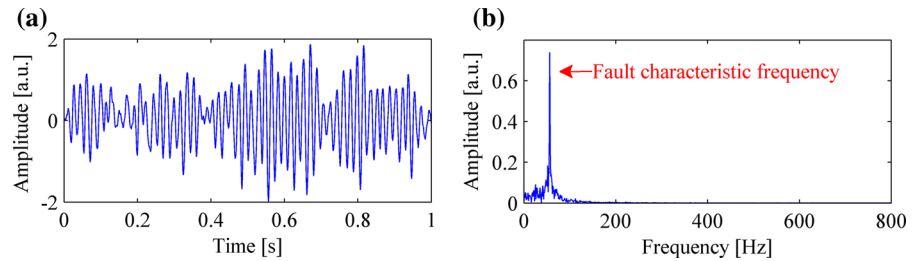 (a)
Amplitude [a.u.]
2
0
-2
0
0.2
0.4
0.6
0.8
1
Time [s]
(b)
Amplitude [a.u.]
0.6
0.4
0.2
0
0
200
400
600
800
Frequency [Hz]
Fault characteristic frequency